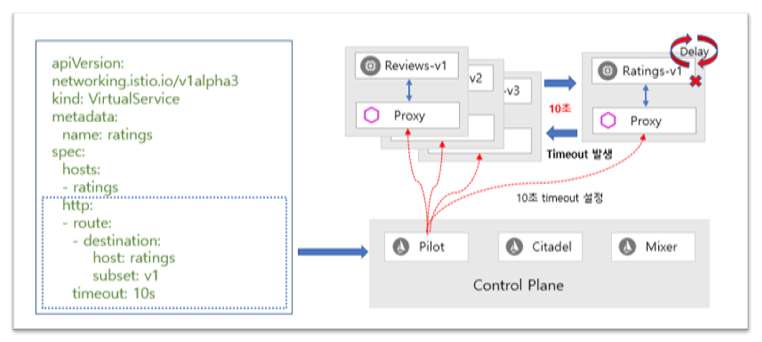 apiVersion:
networking.istio.io/v1alpha3
kind: VirtualService
metadata:
name: ratings
spec:
hosts:
- ratings
http:
- route:
- destination:
host: ratings
subset: v1
timeout: 10s
Reviews-v1
v2
-v3
Proxy
10초
Timeout 발생
Delay
Ratings-v1
Proxy
10초 timeout 설정
Pilot
Citadel
Mixer
Control Plane